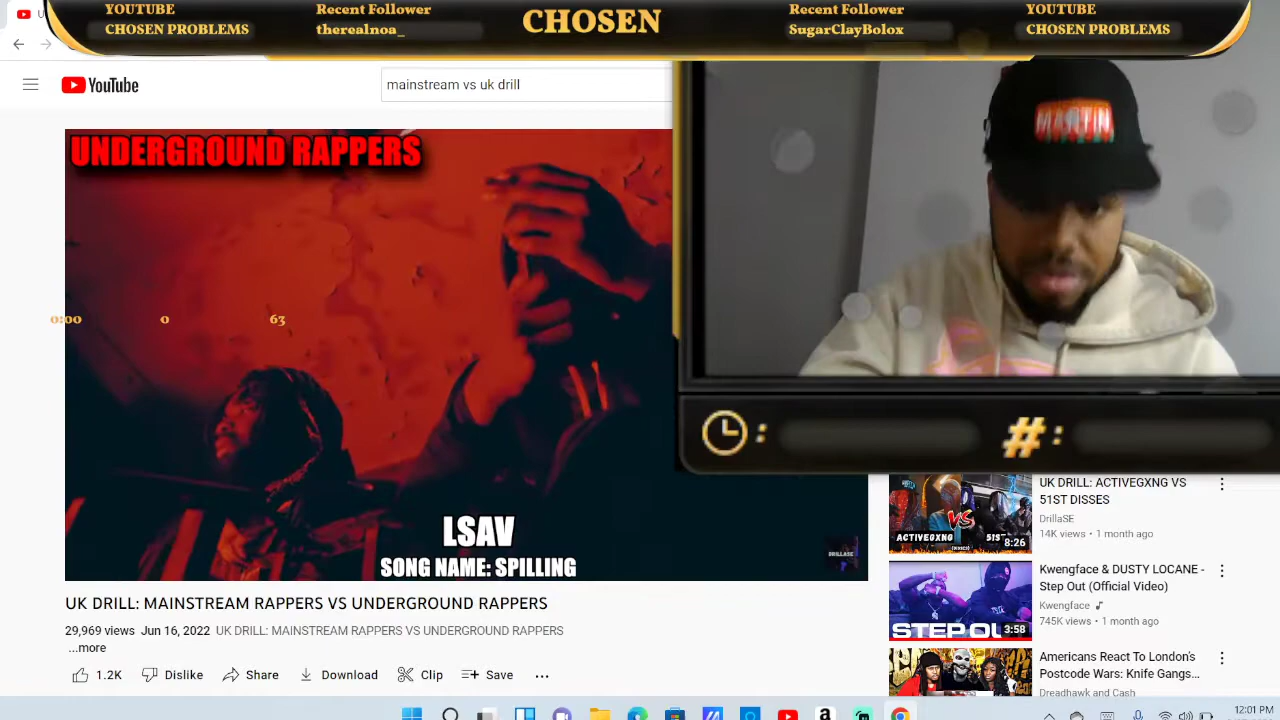 YOUTUBE
CHOSEN PROBLEMS
Recent Follower
therealnoa_
CHOSEN
Recent Follower
SugarClayBolox
YOUTUBE
CHOSEN PROBLEMS
YouTube
mainstream vs uk drill
MARTIN
UNDERGROUND RAPPERS
0:00
0
63
LSAV
SONG NAME: SPILLING
DRILLASE
#:
UK DRILL: MAINSTREAM RAPPERS VS UNDERGROUND RAPPERS
29,969 views Jun 16, 2022 UK DRILL: MAINSTREAM RAPPERS VS UNDERGROUND RAPPERS
...more
1.2K
Dislike
Share
Download
Clip
Save
ACTIVEGXNG
VS
8:26
UK DRILL: ACTIVEGXNG VS
51ST DISSES
DrillaSE
14K views • 1 month ago
STEP OU
3:58
Kwengface & DUSTY LOCANE -
Step Out (Official Video)
Kwengface
745K views • 1 month ago
Americans React To London's
Postcode Wars: Knife Gangs...
Dreadhawk and Cash
12:01 PM